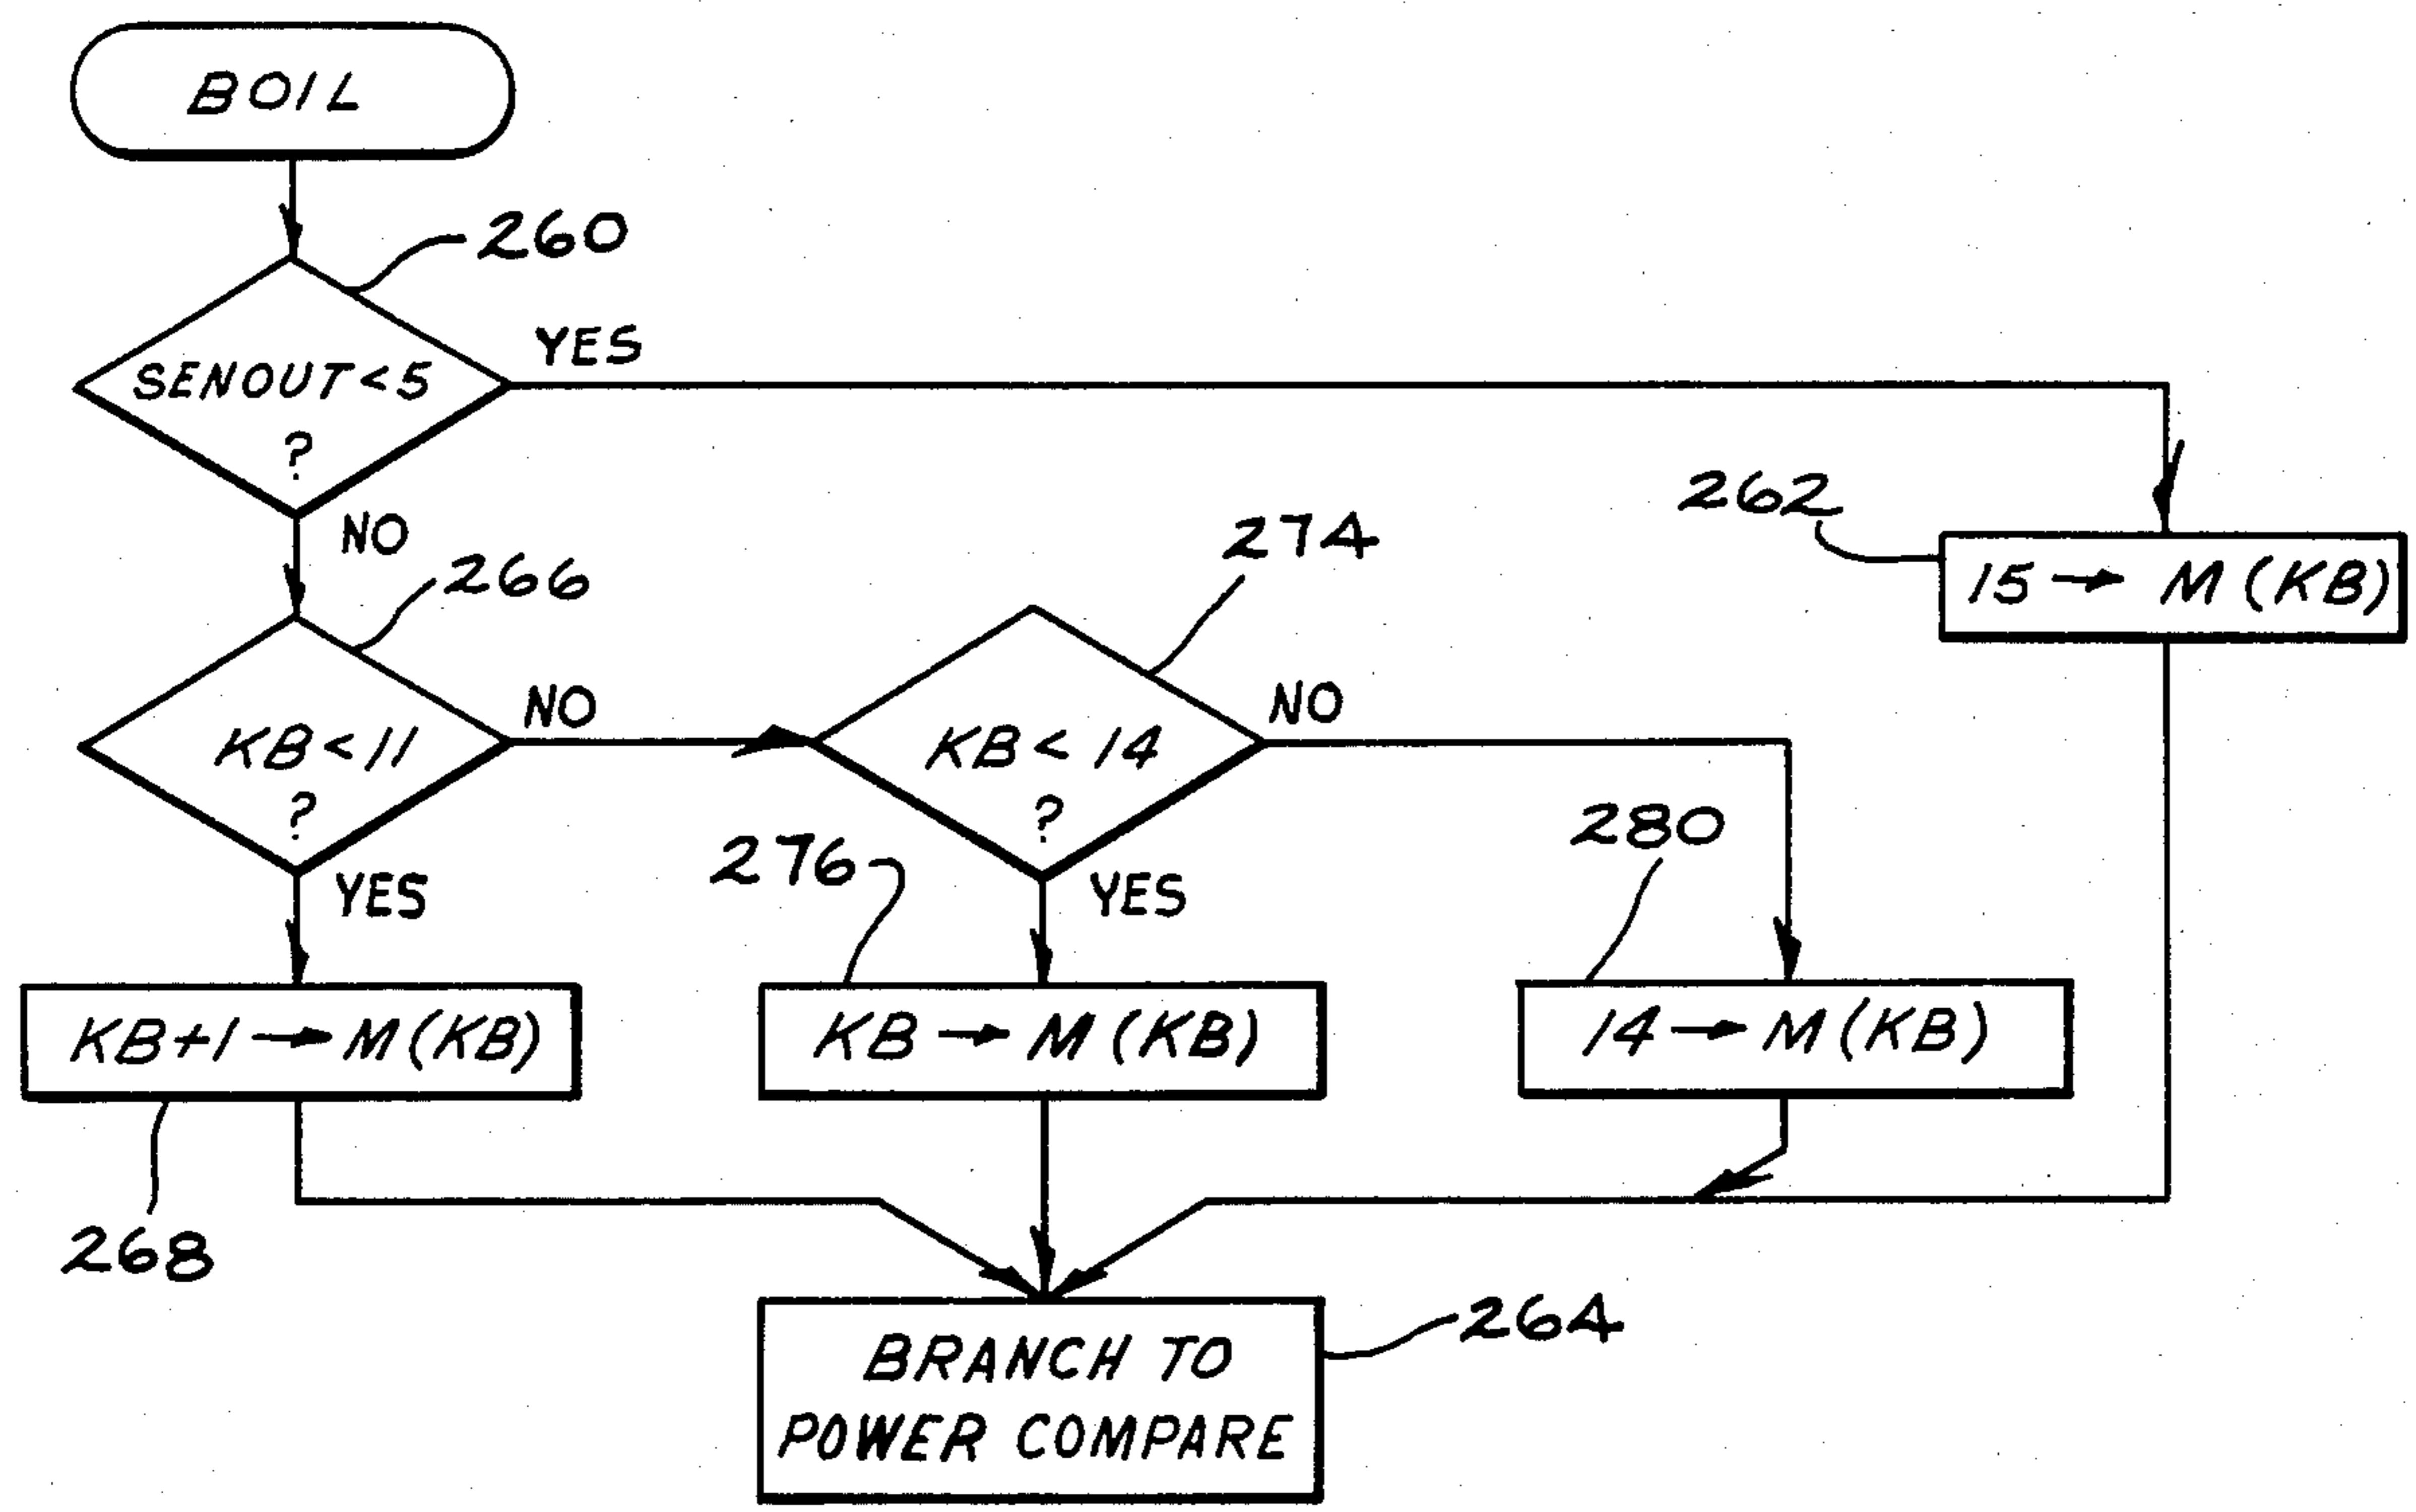 BOIL
260
SENOUT<5
?
YES
NO
262
15 → M (KB)
266
274
KB < 11
?
NO
KB < 14
?
NO
YES
276
YES
280
KB+1 → M(KB)
KB → M (KB)
14 → M(KB)
268
264
BRANCH TO
POWER COMPARE